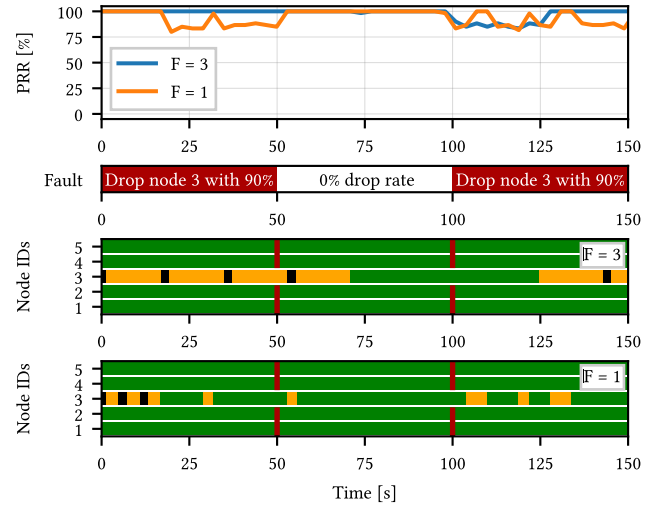 PRR [%]
100
75
50
25
0
F = 3
F = 1
0 25 50 75 100 125 150
Fault
Drop node 3 with 90% 0% drop rate Drop node 3 with 90%
0 50 100 150
Node IDs
5
4
3
2
1
F = 3
0 25 50 75 100 125 150
Node IDs
5
4
3
2
1
F = 1
0 25 50 75 100 125 150
Time [s]